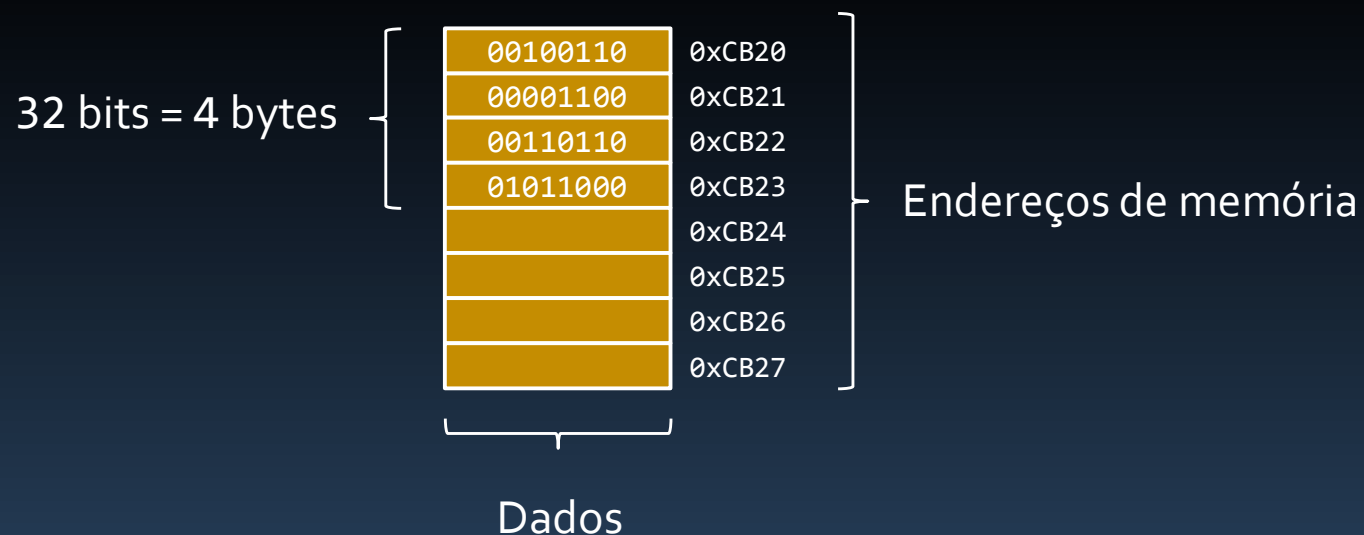 00100110 0xCB20
32 bits = 4 bytes 00001100 0xCB21
00110110 0xCB22
01011000 0xCB23 Endereços de memória
0xCB24
0xCB25
0xCB26
0xCB27
Dados